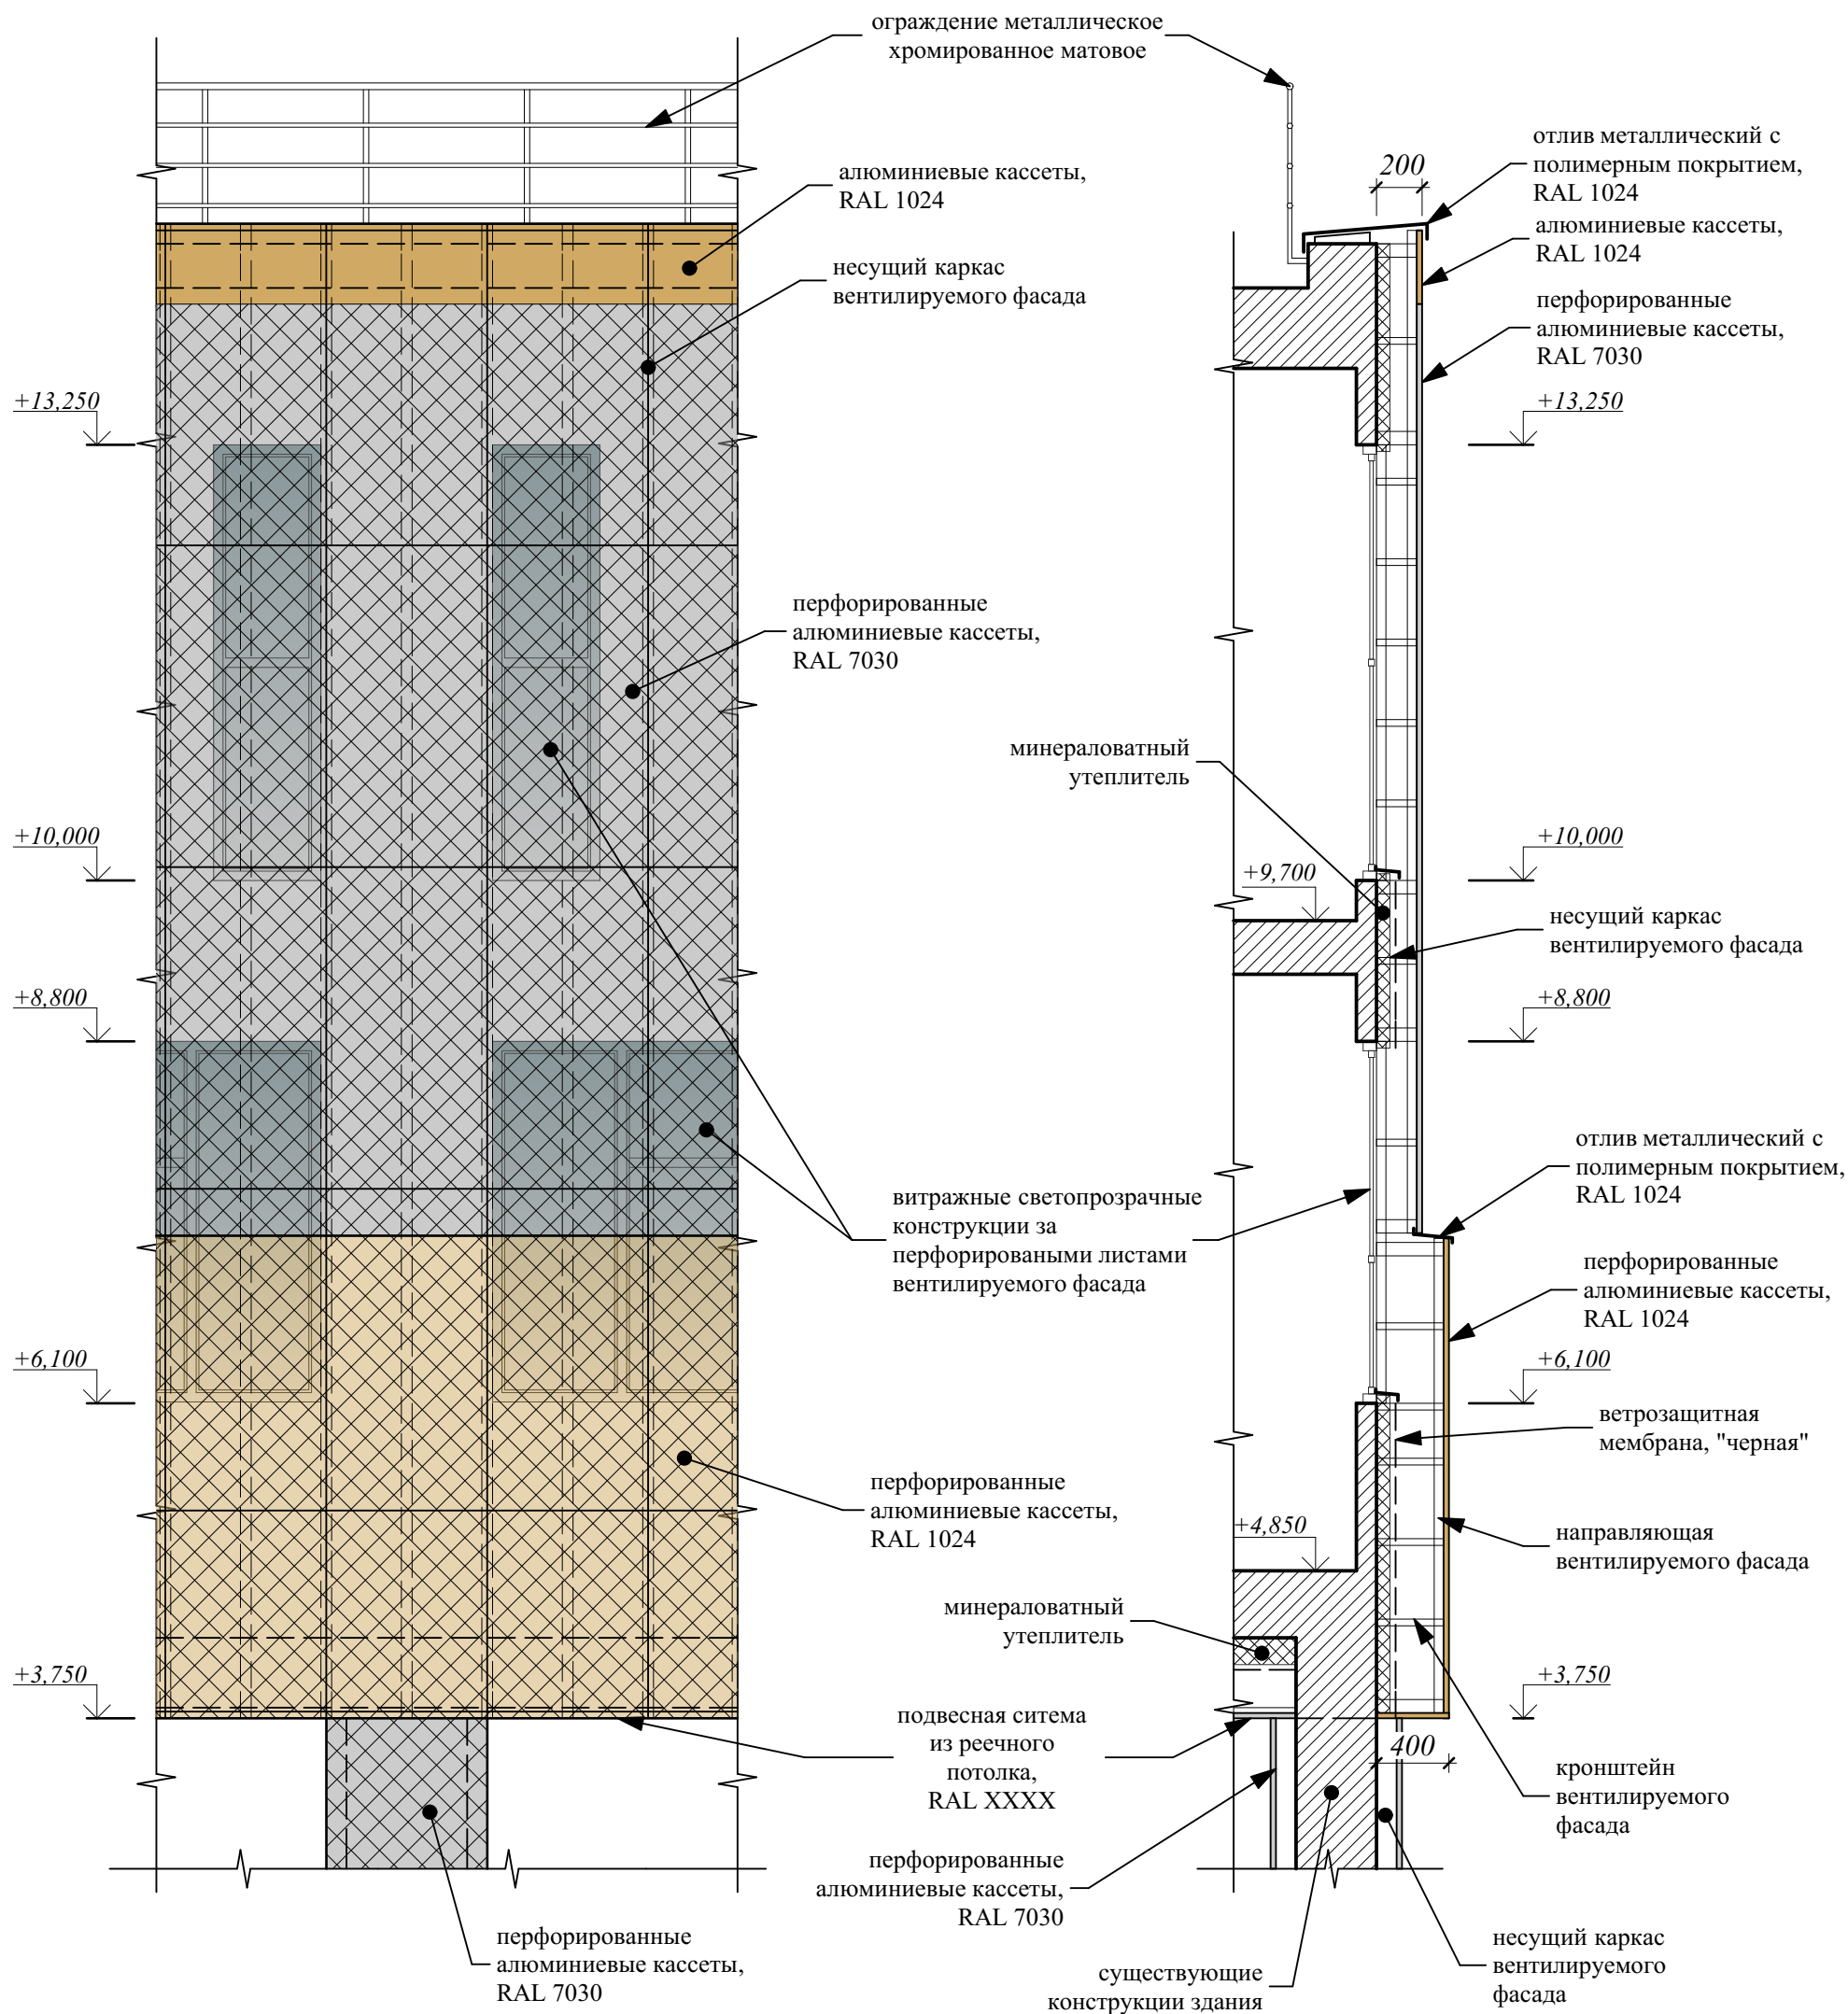 ограждение металлическое
хромированное матовое
алюминиевые кассеты,
RAL 1024
несущий каркас
вентилируемого фасада
+13,250
перфорированные
алюминиевые кассеты,
RAL 7030
+10,000
+8,800
витражные светопрозрачные
конструкции за
перфорироваными листами
вентилируемого фасада
+6,100
перфорированные
алюминиевые кассеты,
RAL 1024
+3,750
подвесная ситема
из реечного
потолка,
RAL XXXX
перфорированные
алюминиевые кассеты,
RAL 7030
200
отлив металлический с
полимерным покрытием,
RAL 1024
алюминиевые кассеты,
RAL 1024
перфорированные
алюминиевые кассеты,
RAL 7030
+13,250
минераловатный
утеплитель
+10,000
+9,700
несущий каркас
вентилируемого фасада
+8,800
отлив металлический с
полимерным покрытием,
RAL 1024
перфорированные
алюминиевые кассеты,
RAL 1024
+6,100
ветрозащитная
мембрана, "черная"
+4,850
направляющая
вентилируемого фасада
минераловатный
утеплитель
+3,750
400
кронштейн
вентилируемого
фасада
перфорированные
алюминиевые кассеты,
RAL 7030
несущий каркас
вентилируемого
фасада
существующие
конструкции здания